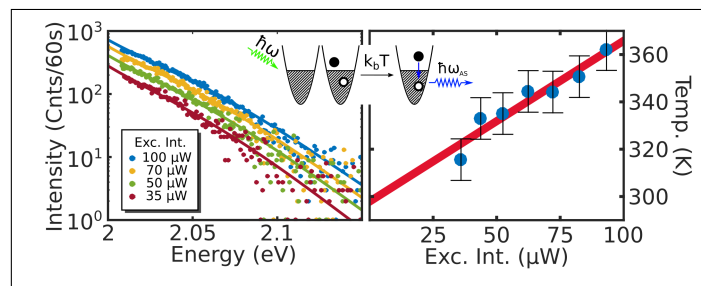 Intensity (Cnts/60s)
10³
10²
10¹
10⁰
ħω
k_bT
ħω_AS
Exc. Int.
100 μW
70 μW
50 μW
35 μW
2
2.05
2.1
Energy (eV)
360
340
320
300
Temp. (K)
25
50
75
100
Exc. Int. (μW)